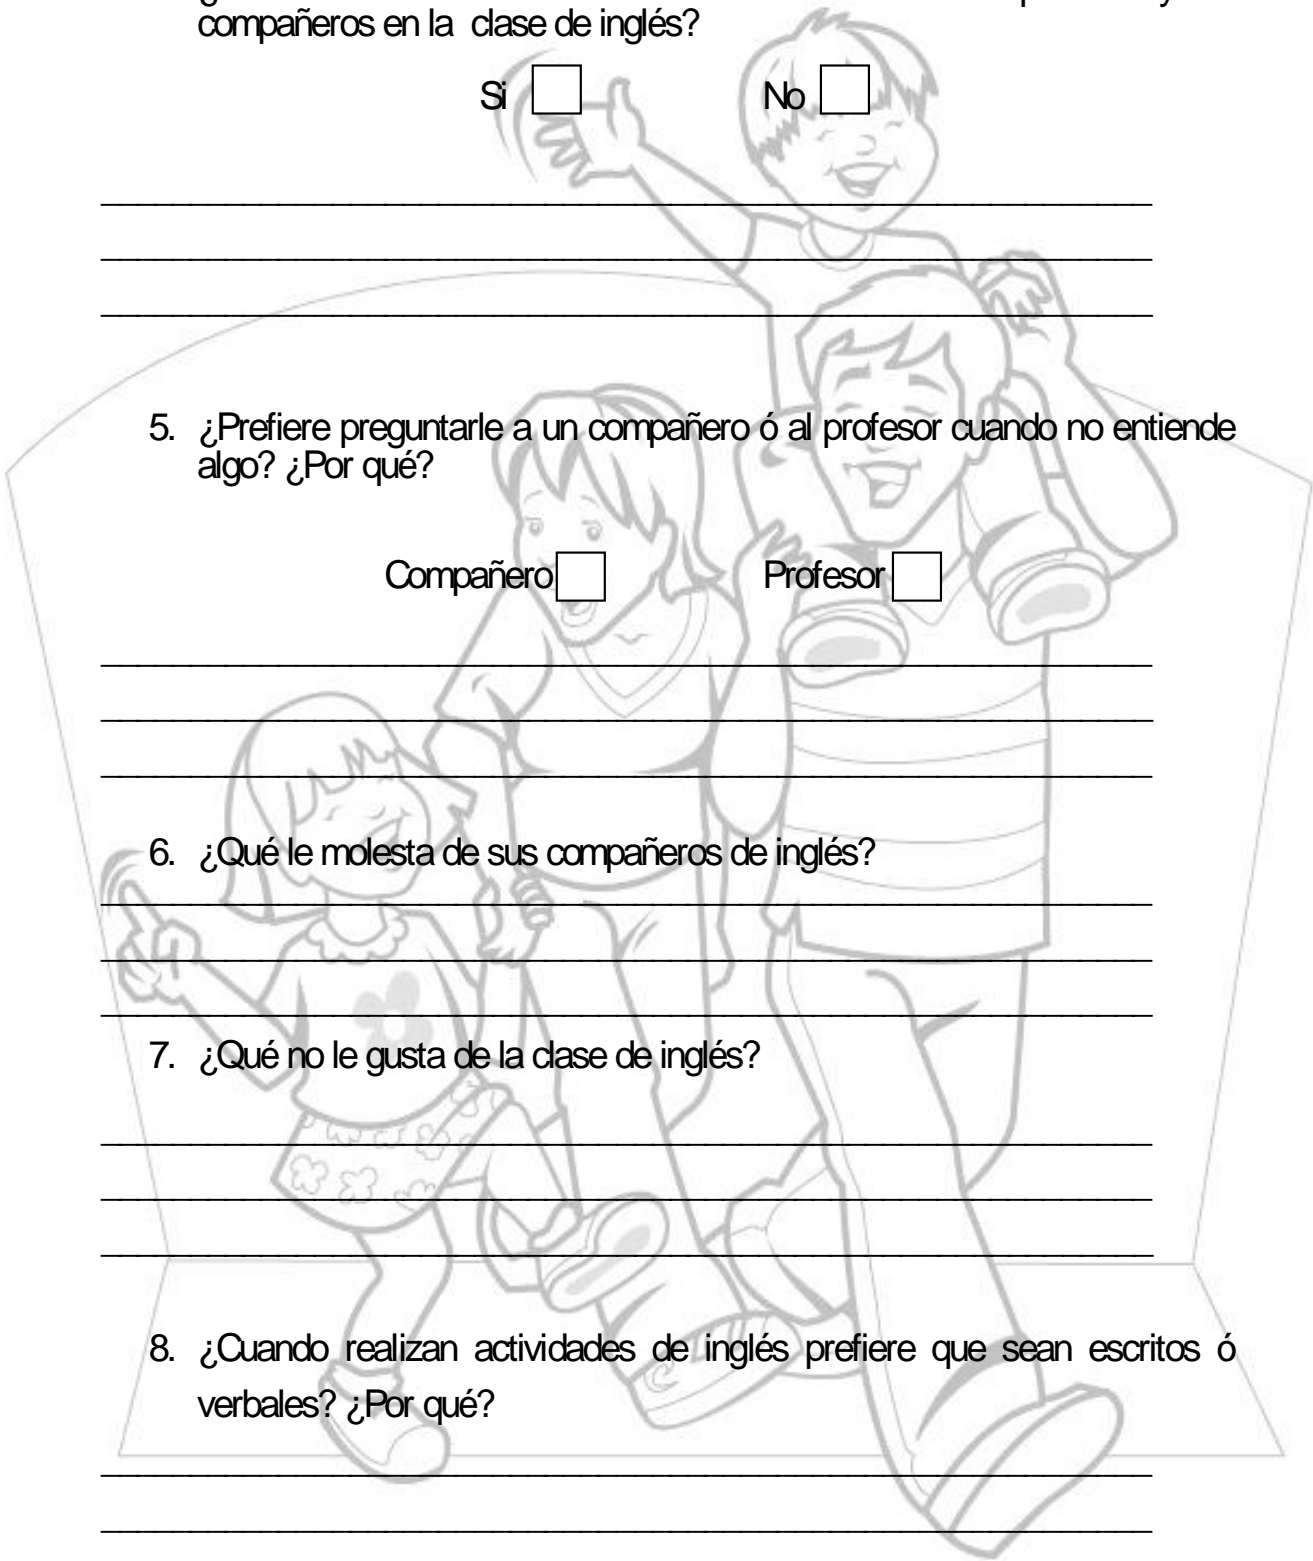 compañeros en la clase de inglés?
Si No
5. ¿Prefiere preguntarle a un compañero ó al profesor cuando no entiende
algo? ¿Por qué?
Compañero Profesor
6. ¿Qué le molesta de sus compañeros de inglés?
7. ¿Qué no le gusta de la clase de inglés?
8. ¿Cuando realizan actividades de inglés prefiere que sean escritos ó
verbales? ¿Por qué?